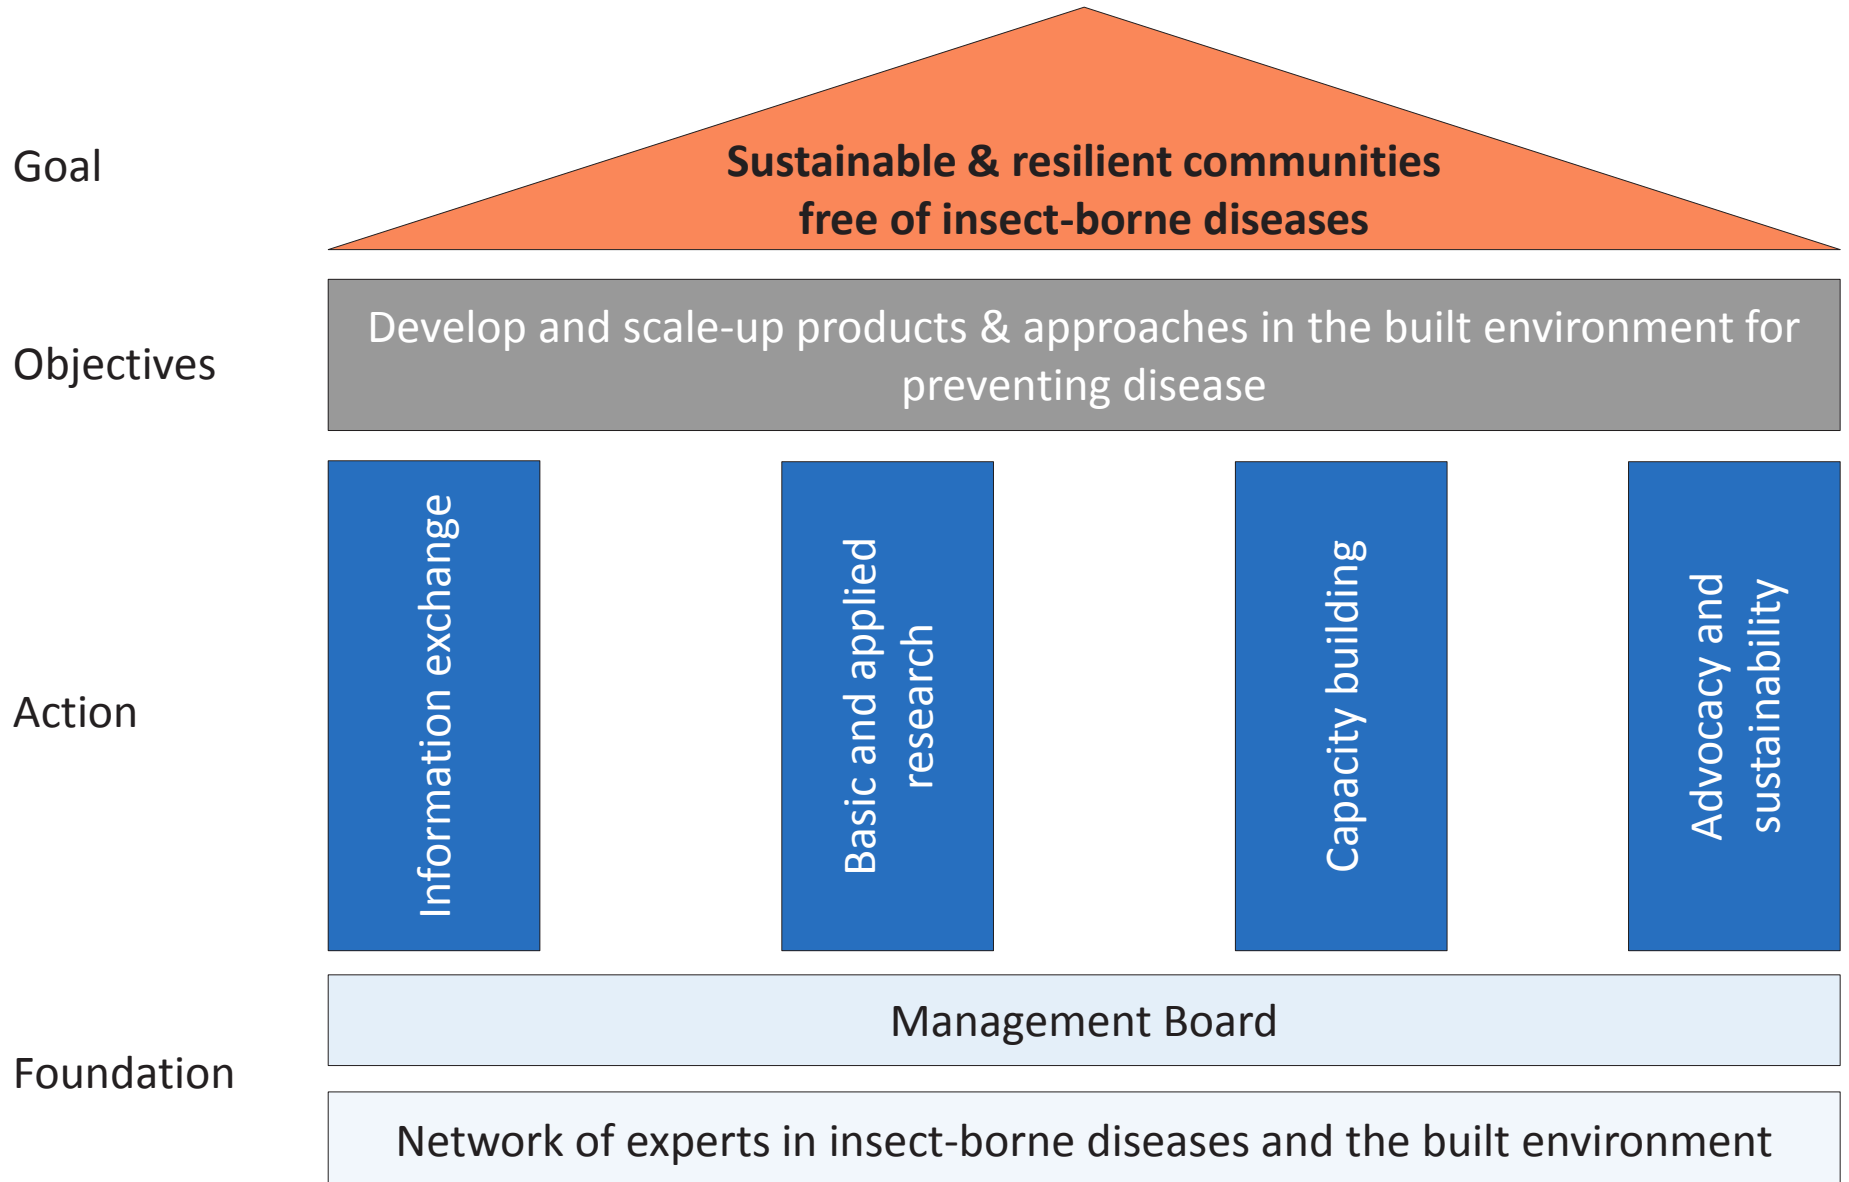 Goal
Sustainable & resilient communities
free of insect-borne diseases
Objectives
Develop and scale-up products & approaches in the built environment for
preventing disease
Action
Information exchange
Basic and applied
research
Capacity building
Advocacy and
sustainability
Foundation
Management Board
Network of experts in insect-borne diseases and the built environment